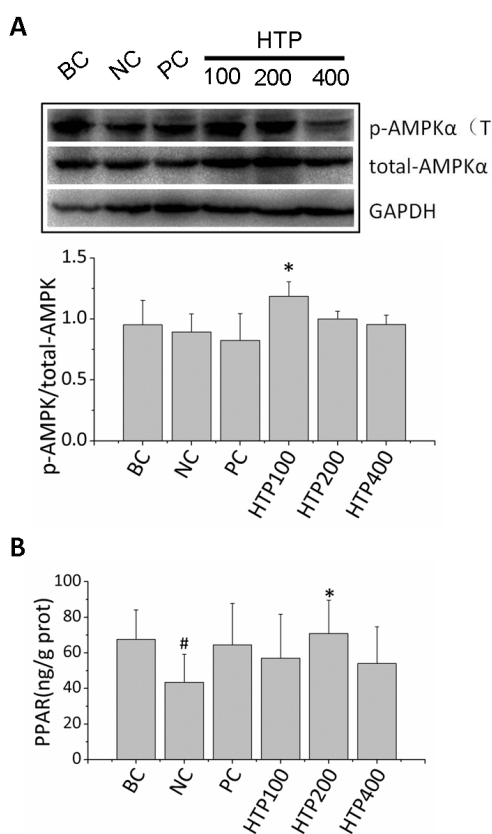 A
BC NC PC HTP
100 200 400
p-AMPKα（T
total-AMPKα
GAPDH
p-AMPK/total-AMPK
1.5
1.0
0.5
0.0
*
BC NC PC HTP100 HTP200 HTP400
B
PPAR(ng/g prot)
100
80
60
40
20
0
#
*
BC NC PC HTP100 HTP200 HTP400